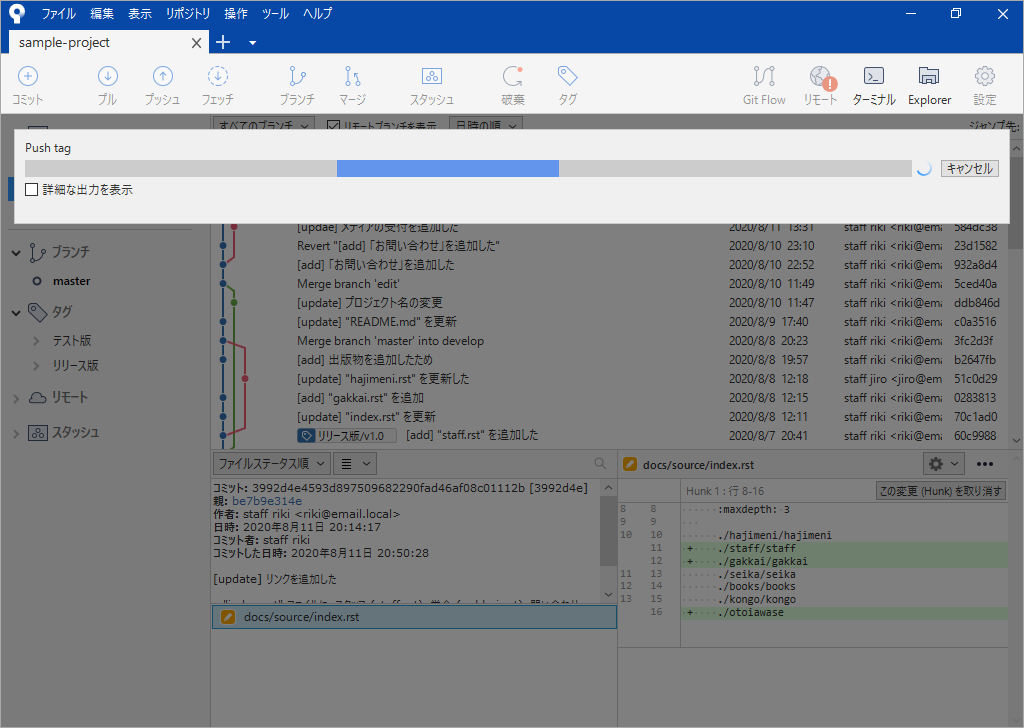 ファイル 編集 表示 リポジトリ 操作 ツール ヘルプ
sample-project
コミット プル プッシュ フェッチ ブランチ マージ スタッシュ 破棄 タグ Git Flow リモート ターミナル Explorer 設定
すべてのブランチ リモートブランチを表示 日時の順 ジャンプ先:
Push tag
キャンセル
詳細な出力を表示
[updae] メディアの受付を追加した 2020/8/11 13:31 staff riki <riki@ema 584dc38
Revert "[add] 「お問い合わせ」を追加した" 2020/8/10 23:10 staff riki <riki@ema 23d1582
[add] 「お問い合わせ」を追加した 2020/8/10 22:52 staff riki <riki@ema 932a8d4
Merge branch 'edit' 2020/8/10 11:49 staff riki <riki@ema 5ced40a
[update] プロジェクト名の変更 2020/8/10 11:47 staff riki <riki@ema ddb846d
[update] "README.md" を更新 2020/8/9 17:40 staff riki <riki@ema c0a3516
Merge branch 'master' into develop 2020/8/8 20:23 staff riki <riki@ema 3fc2d3f
[add] 出版物を追加したため 2020/8/8 19:57 staff riki <riki@ema b2647fb
[update] "hajimeni.rst" を更新した 2020/8/8 12:18 staff jiro <jiro@em 51c0d29
[add] "gakkai.rst" を追加 2020/8/8 12:15 staff riki <riki@ema 0283813
[update] "index.rst" を更新 2020/8/8 12:11 staff riki <riki@ema 70c1ad0
リリース版/v1.0 [add] "staff.rst" を追加した 2020/8/7 20:41 staff riki <riki@ema 60c9988
ブランチ
master
タグ
テスト版
リリース版
リモート
スタッシュ
ファイルステータス順
コミット: 3992d4e4593d897509682290fad46af08c01112b [3992d4e]
親: be7b9e314e
作者: staff riki <riki@email.local>
日時: 2020年8月11日 20:14:17
コミット者: staff riki
コミットした日時: 2020年8月11日 20:50:28
[update] リンクを追加した
docs/source/index.rst
docs/source/index.rst
Hunk 1 : 行 8-16 この変更 (Hunk) を取り消す
8 8 :maxdepth: 3
9 9
10 10 ./hajimeni/hajimeni
11 + ./staff/staff
12 + ./gakkai/gakkai
11 13 ./seika/seika
12 14 ./books/books
13 15 ./kongo/kongo
16 + ./otoiawase